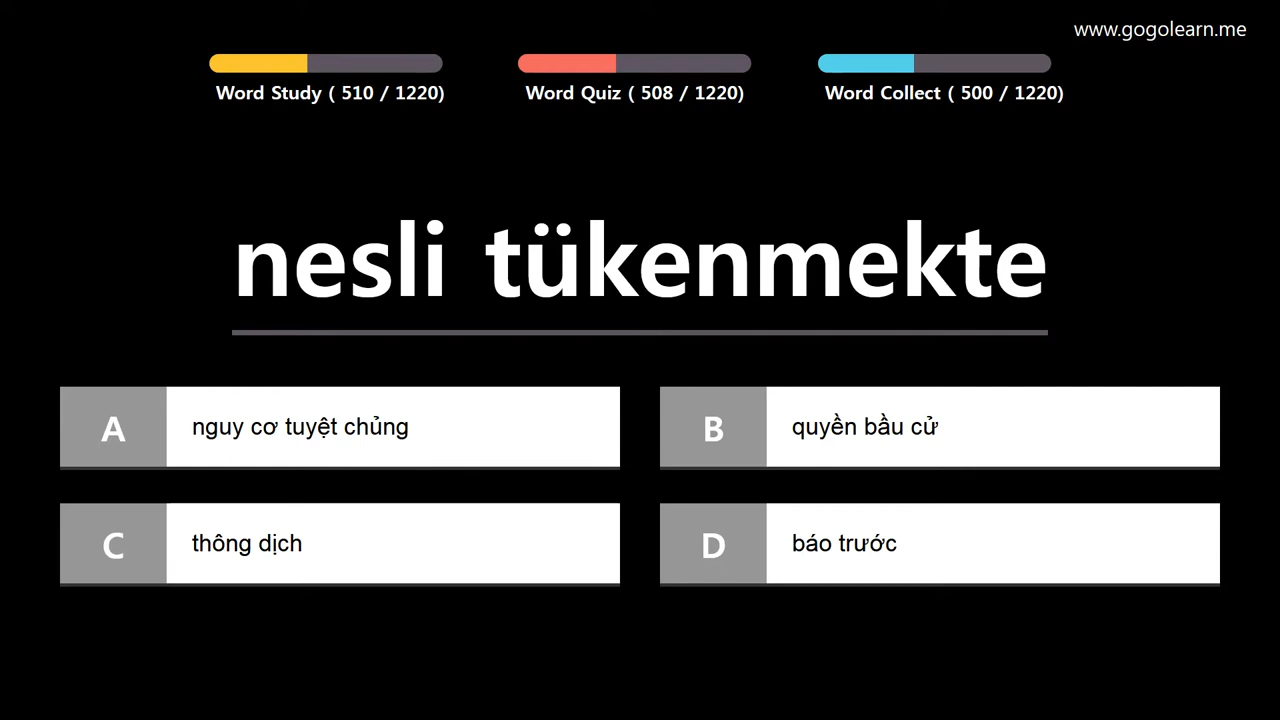 www.gogolearn.me
Word Study ( 510 / 1220)
Word Quiz ( 508 / 1220)
Word Collect ( 500 / 1220)
nesli tükenmekte
A nguy cơ tuyệt chủng
B quyền bầu cử
C thông dịch
D báo trước